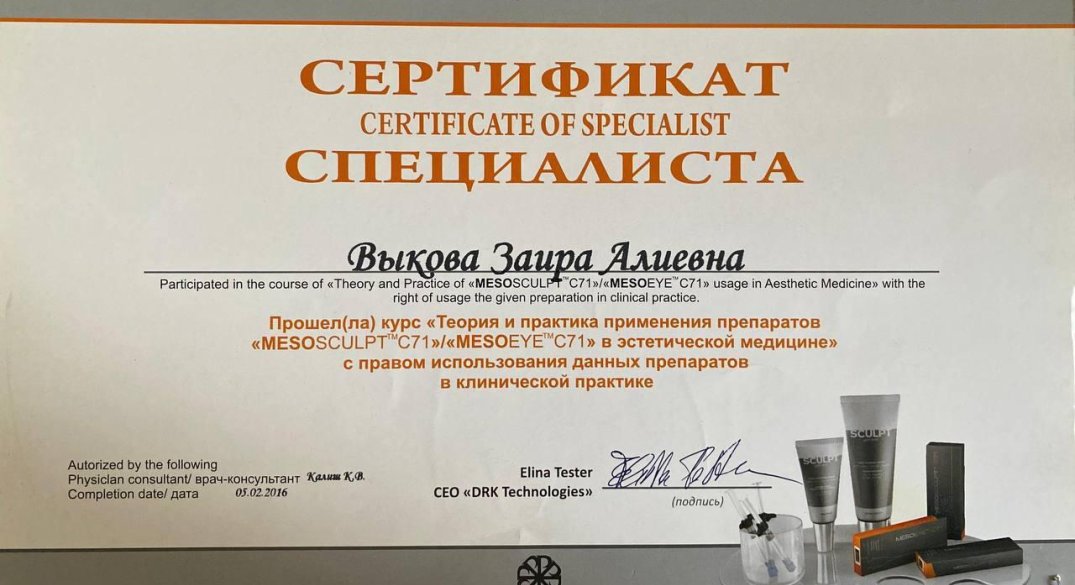 СЕРТИФИКАТ
CERTIFICATE OF SPECIALIST
СПЕЦИАЛИСТА
Выкова Заира Алиевна
Participated in the course of «Theory and Practice of «MESOSCULPT™C71»/«MESOEYE™C71» usage in Aesthetic Medicine» with the
right of usage the given preparation in clinical practice.
Прошел(ла) курс «Теория и практика применения препаратов
«MESOSCULPT™C71»/«MESOEYE™C71» в эстетической медицине»
с правом использования данных препаратов
в клинической практике
Autorized by the following
Physician consultant/ врач-консультант Калиш К.В.
Completion date/ дата 05.02.2016
Elina Tester
CEO «DRK Technologies»
(подпись)
SCULPT
SCULPT